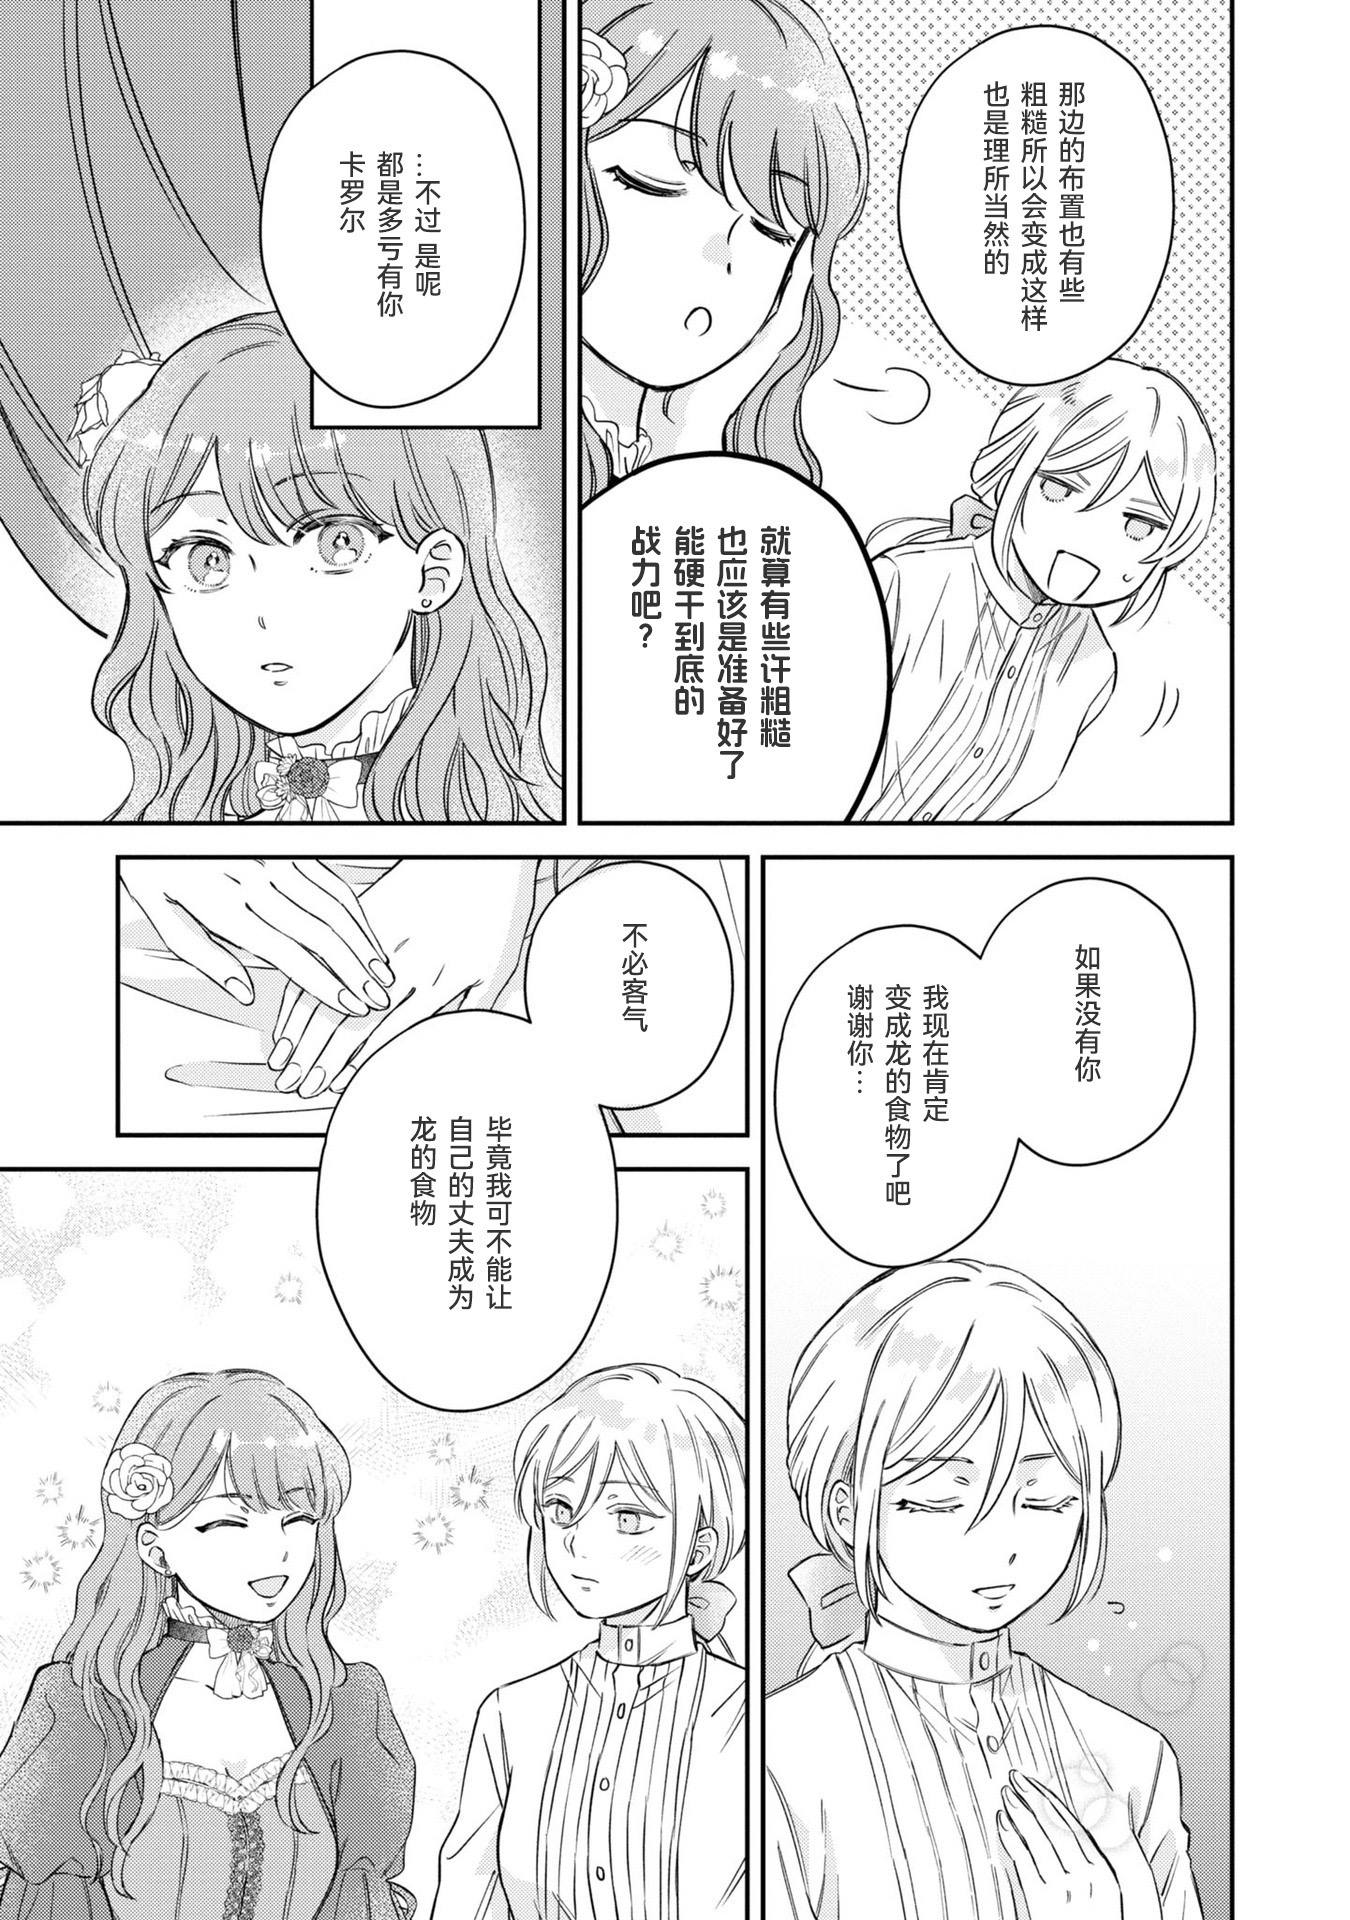 那边的布置也有些
粗糙所以会变成这样
也是理所当然的
就算有些许粗糙
也应该是准备好了
能硬干到底的
战力吧？
…不过 是呢
都是多亏有你
卡罗尔
如果没有你
我现在肯定
变成龙的食物了吧
谢谢你…
不必客气
毕竟我可不能让
自己的丈夫成为
龙的食物